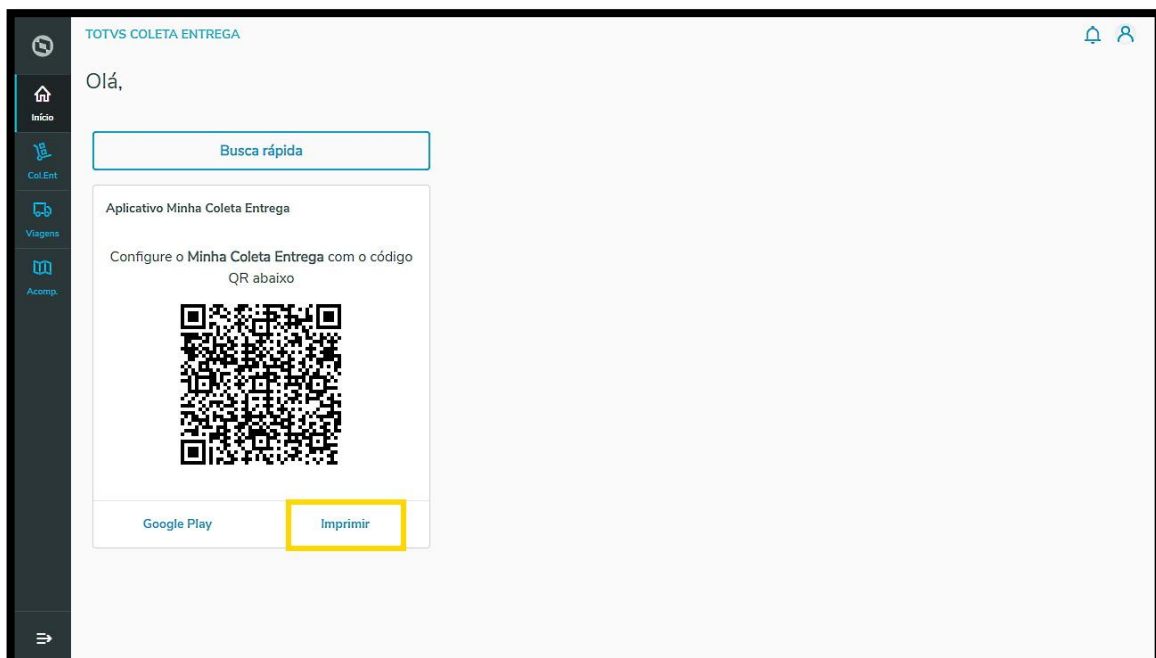 TOTVS COLETA ENTREGA
Olá,
Início
Col.Ent
Viagens
Acomp.
Busca rápida
Aplicativo Minha Coleta Entrega
Configure o Minha Coleta Entrega com o código
QR abaixo
Google Play
Imprimir